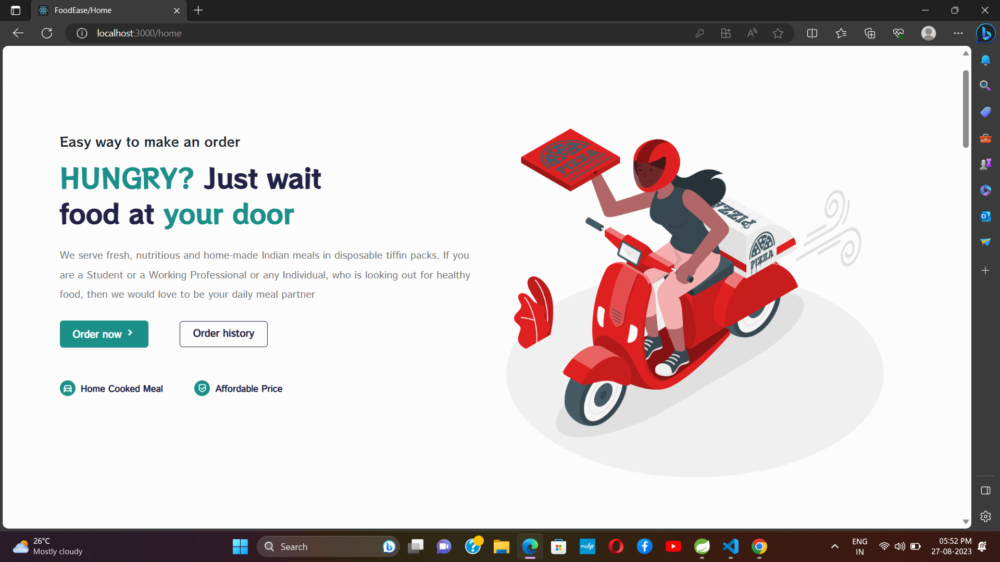 FoodEase/Home
localhost:3000/home
Easy way to make an order
HUNGRY? Just wait
food at your door
We serve fresh, nutritious and home-made Indian meals in disposable tiffin packs. If you
are a Student or a Working Professional or any Individual, who is looking out for healthy
food, then we would love to be your daily meal partner
Order now
Order history
Home Cooked Meal
Affordable Price
PIZZA
PIZZA
PIZZA
26°C
Mostly cloudy
Search
myhp
ENG
IN
05:52 PM
27-08-2023